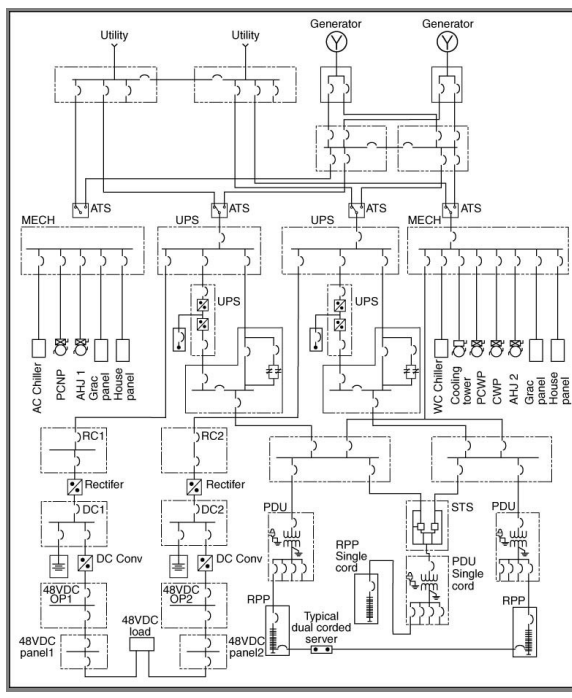 Utility
Utility
Generator
Generator
ATS
ATS
ATS
ATS
MECH
UPS
UPS
MECH
UPS
UPS
AC Chiller
PCNP
AHJ 1
Grac
panel
House
panel
WC Chiller
Cooling
tower
PCWP
CWP
AHJ 2
Grac
panel
House
panel
RC1
RC2
Rectifer
Rectifer
DC1
DC2
DC Conv
DC Conv
PDU
STS
PDU
RPP
Single
cord
PDU
Single
cord
48VDC
OP1
48VDC
OP2
RPP
RPP
48VDC
load
Typical
dual corded
server
48VDC
panel1
48VDC
panel2